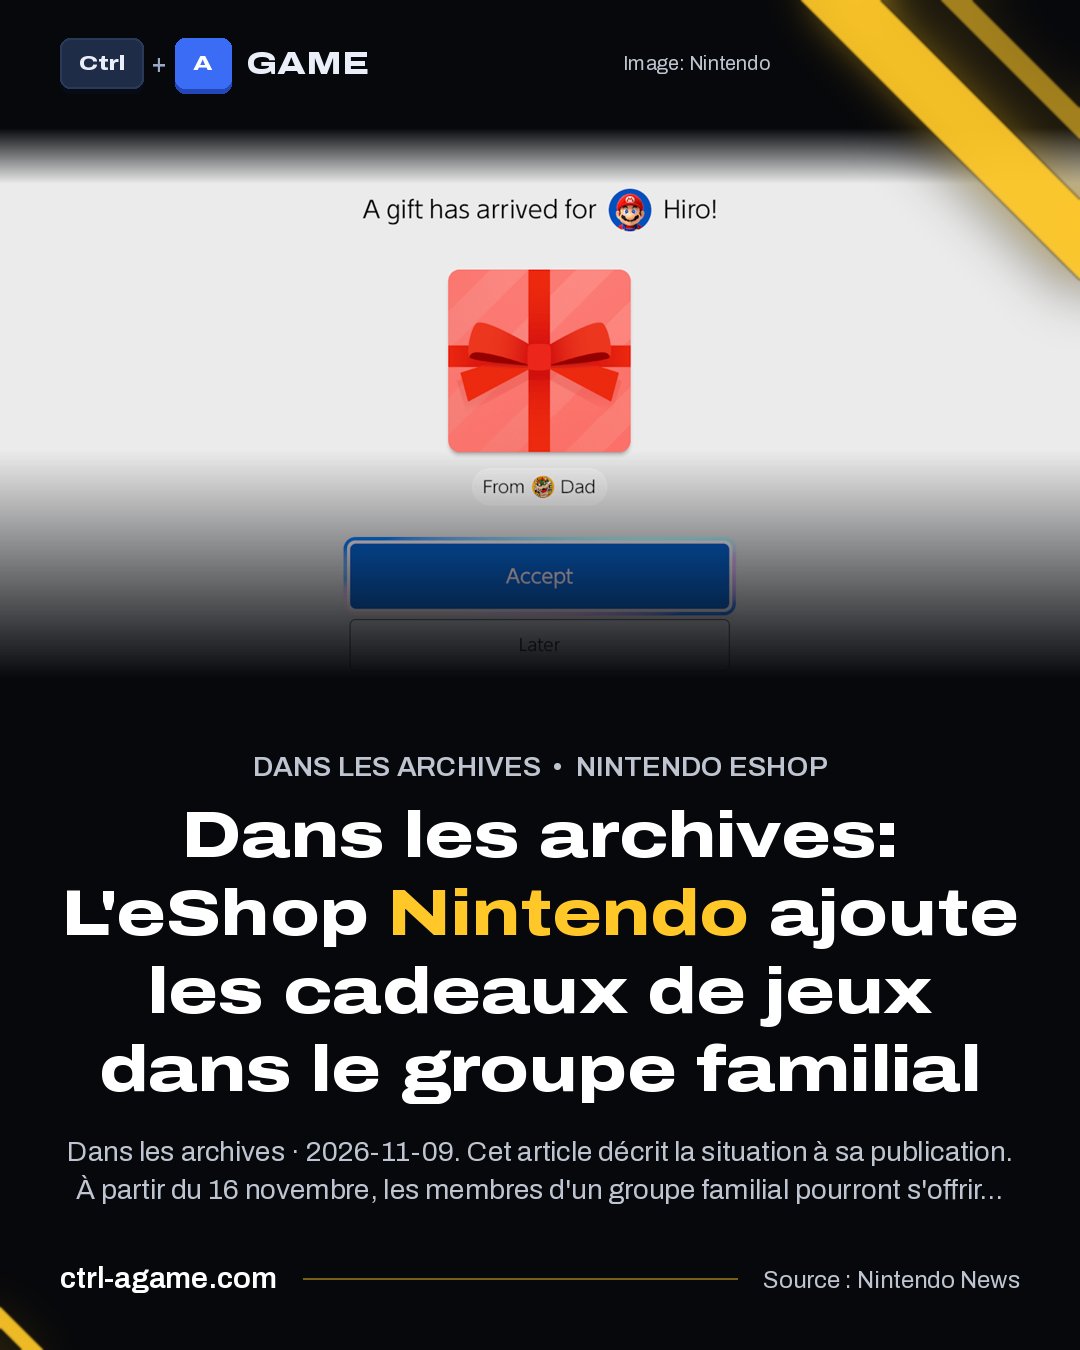 Ctrl + A GAME
Image: Nintendo
A gift has arrived for Hiro!
From Dad
Accept
Later
DANS LES ARCHIVES • NINTENDO ESHOP
Dans les archives:
L'eShop Nintendo ajoute
les cadeaux de jeux
dans le groupe familial
Dans les archives · 2026-11-09. Cet article décrit la situation à sa publication.
À partir du 16 novembre, les membres d'un groupe familial pourront s'offrir...
ctrl-agame.com
Source : Nintendo News